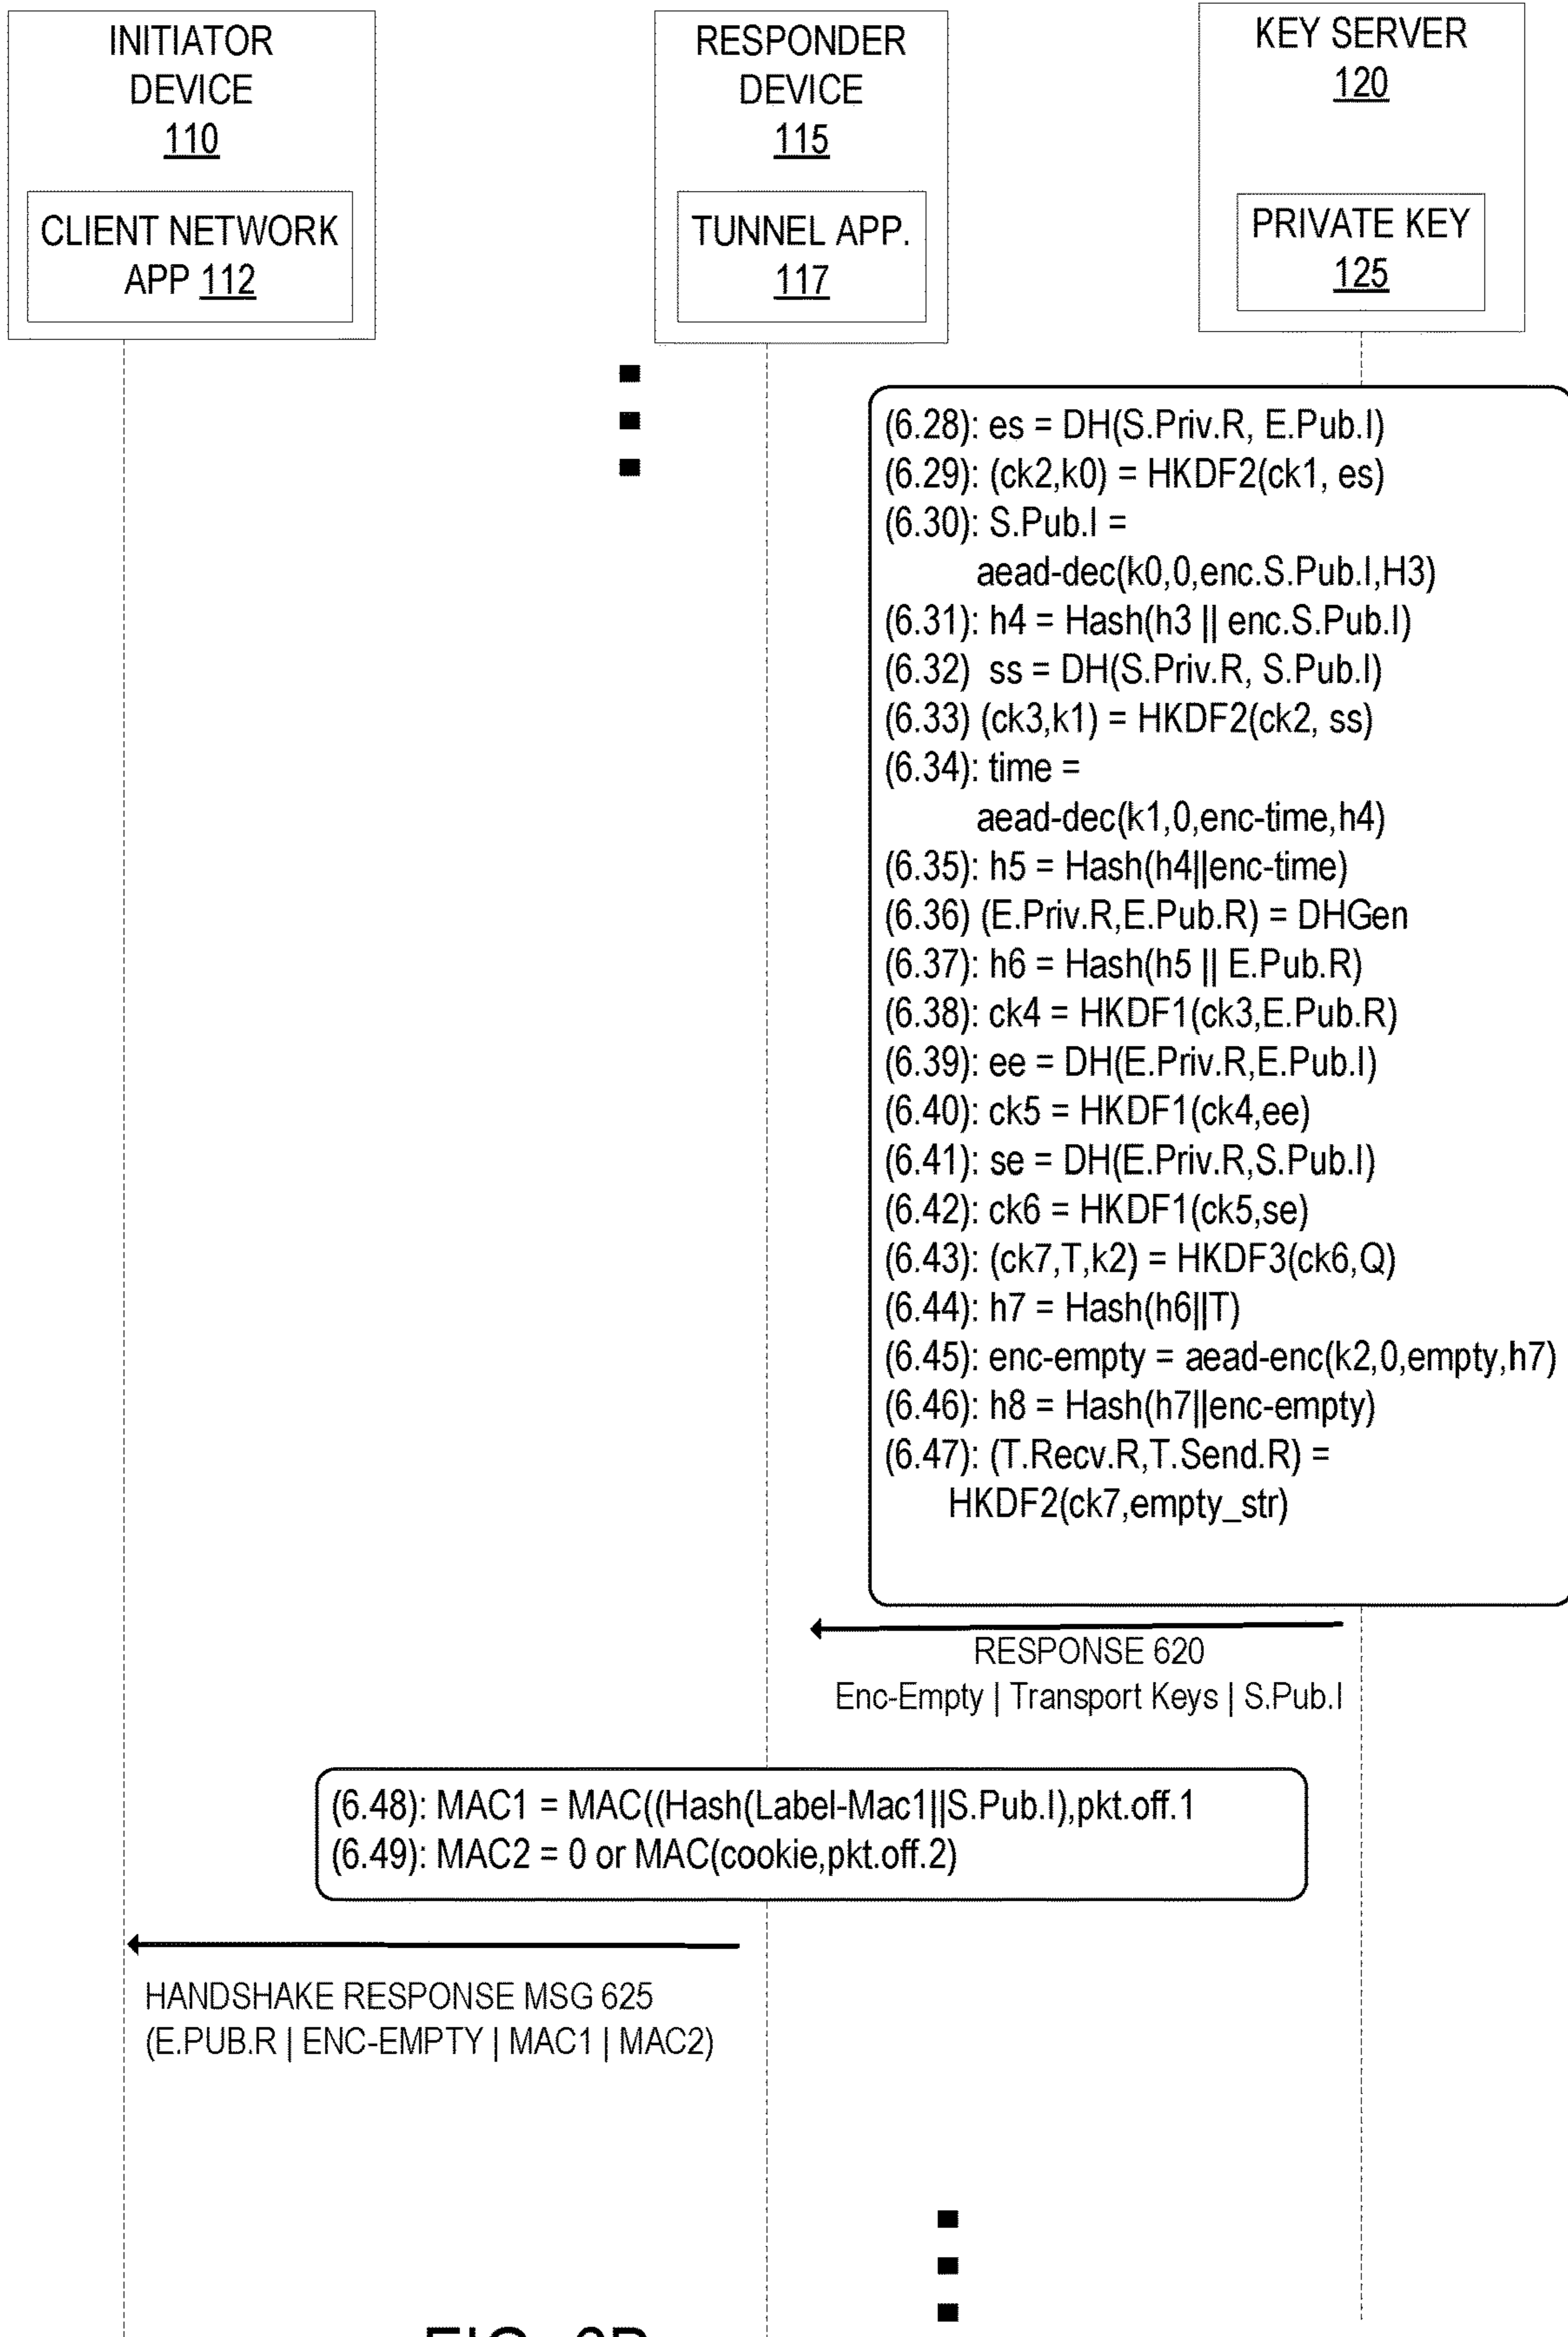 INITIATOR
DEVICE
110
CLIENT NETWORK
APP 112
RESPONDER
DEVICE
115
TUNNEL APP.
117
KEY SERVER
120
PRIVATE KEY
125
(6.28): es = DH(S.Priv.R, E.Pub.I)
(6.29): (ck2,k0) = HKDF2(ck1, es)
(6.30): S.Pub.I =
aead-dec(k0,0,enc.S.Pub.I,H3)
(6.31): h4 = Hash(h3 || enc.S.Pub.I)
(6.32) ss = DH(S.Priv.R, S.Pub.I)
(6.33) (ck3,k1) = HKDF2(ck2, ss)
(6.34): time =
aead-dec(k1,0,enc-time,h4)
(6.35): h5 = Hash(h4||enc-time)
(6.36) (E.Priv.R,E.Pub.R) = DHGen
(6.37): h6 = Hash(h5 || E.Pub.R)
(6.38): ck4 = HKDF1(ck3,E.Pub.R)
(6.39): ee = DH(E.Priv.R,E.Pub.I)
(6.40): ck5 = HKDF1(ck4,ee)
(6.41): se = DH(E.Priv.R,S.Pub.I)
(6.42): ck6 = HKDF1(ck5,se)
(6.43): (ck7,T,k2) = HKDF3(ck6,Q)
(6.44): h7 = Hash(h6||T)
(6.45): enc-empty = aead-enc(k2,0,empty,h7)
(6.46): h8 = Hash(h7||enc-empty)
(6.47): (T.Recv.R,T.Send.R) =
HKDF2(ck7,empty_str)
RESPONSE 620
Enc-Empty | Transport Keys | S.Pub.I
(6.48): MAC1 = MAC((Hash(Label-Mac1||S.Pub.I),pkt.off.1
(6.49): MAC2 = 0 or MAC(cookie,pkt.off.2)
HANDSHAKE RESPONSE MSG 625
(E.PUB.R | ENC-EMPTY | MAC1 | MAC2)